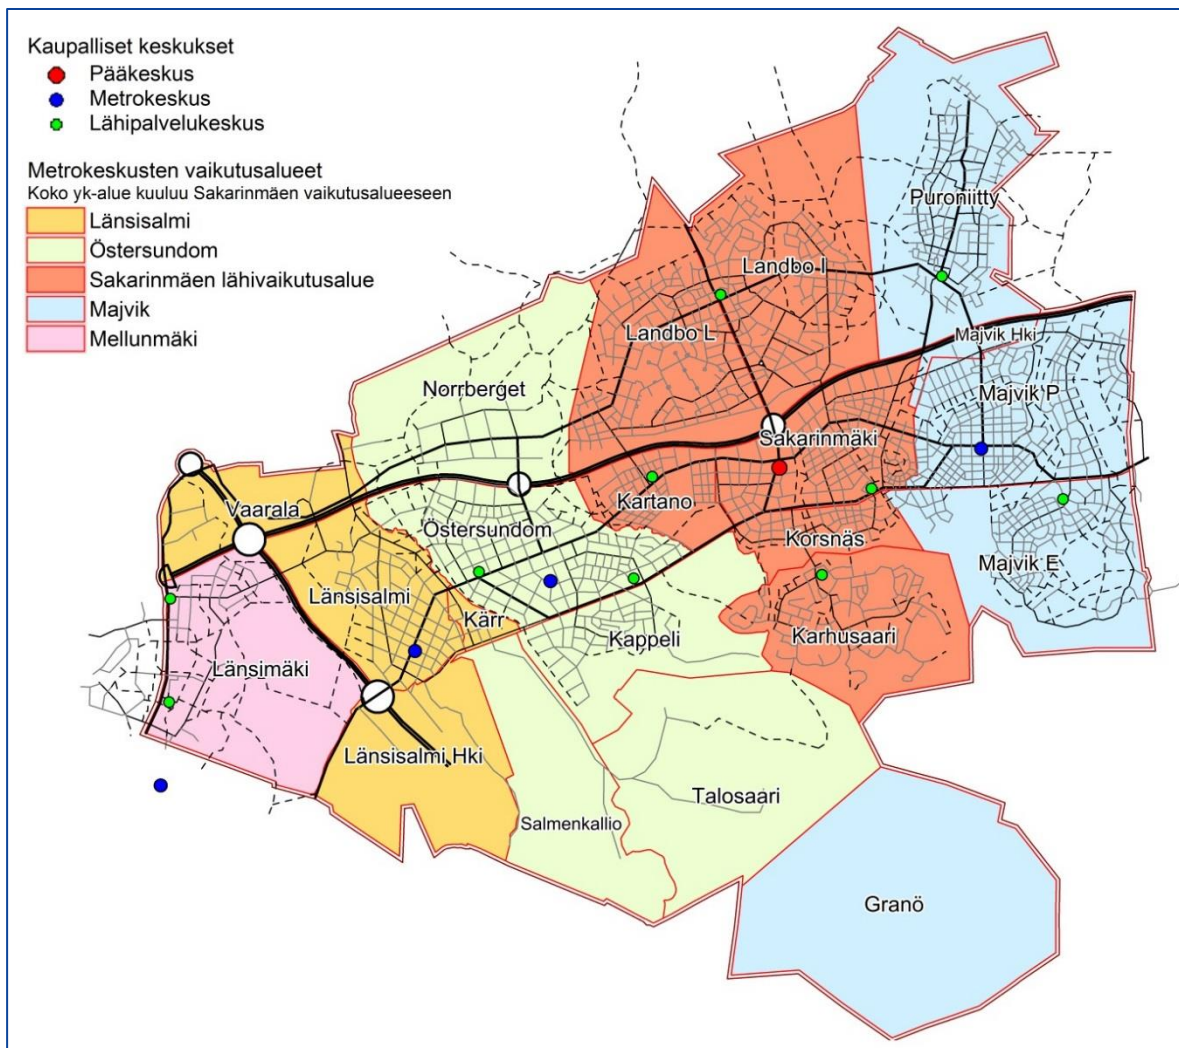 Kaupalliset keskukset
Pääkeskus
Metrokeskus
Lähipalvelukeskus
Metrokeskusten vaikutusalueet
Koko yk-alue kuuluu Sakarinmäen vaikutusalueeseen
Länsisalmi
Östersundom
Sakarinmäen lähivaikutusalue
Majvik
Mellunmäki
Puroniitty
Landbo I
Landbo L
Majvik Hki
Norrberget
Majvik P
Sakarinmäki
Kartano
Vaarala
Östersundom
Korsnäs
Majvik E
Länsisalmi
Kärr
Kappeli
Karhusaari
Länsimäki
Länsisalmi Hki
Talosaari
Salmenkallio
Granö